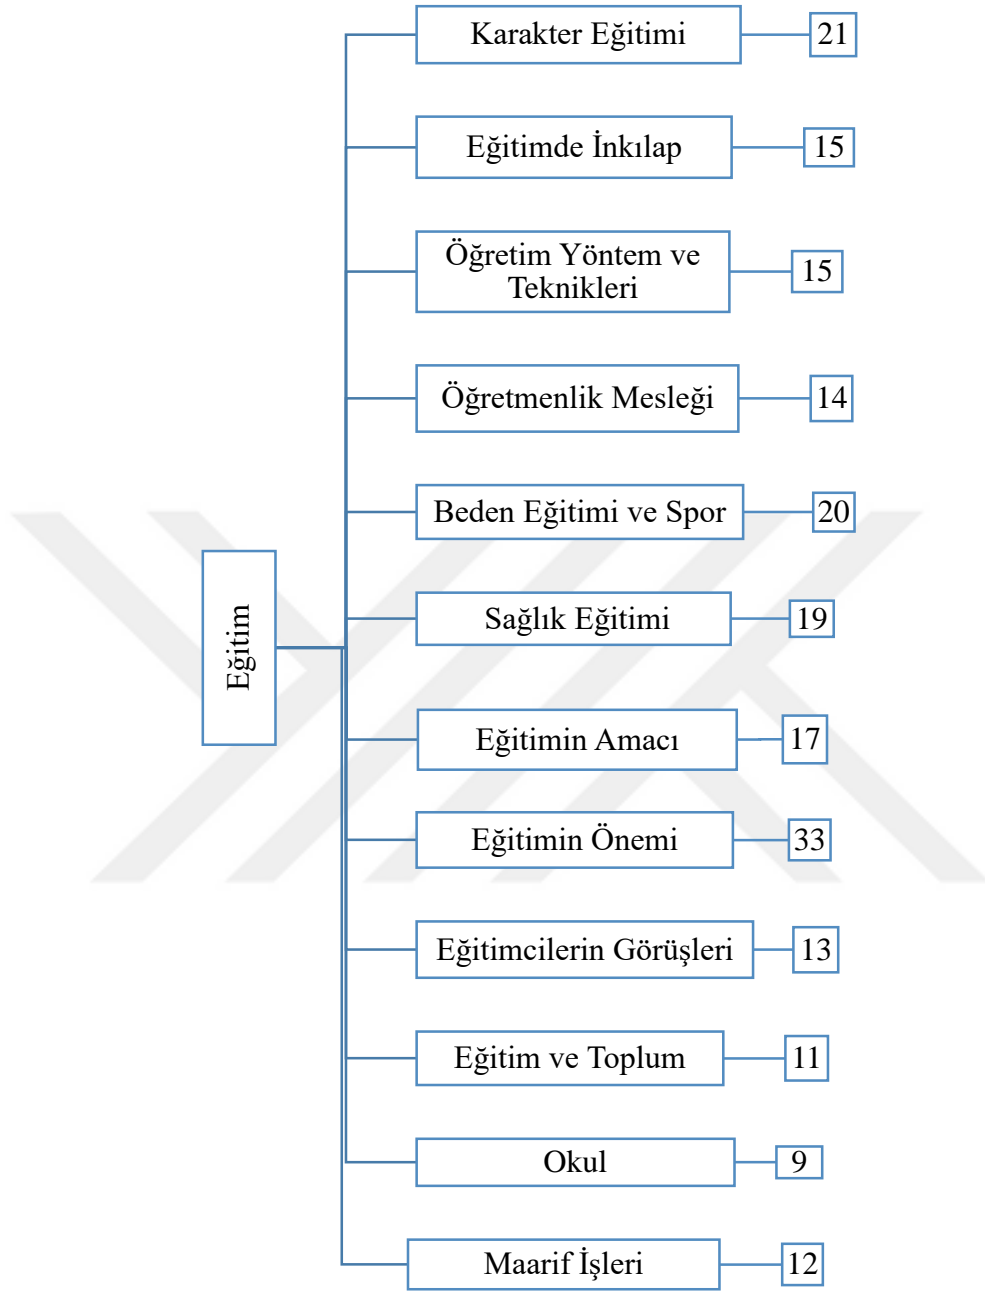 Karakter Eğitimi 21
Eğitimde İnkılap 15
Öğretim Yöntem ve
Teknikleri 15
Öğretmenlik Mesleği 14
Beden Eğitimi ve Spor 20
Eğitim
Sağlık Eğitimi 19
Eğitimin Amacı 17
Eğitimin Önemi 33
Eğitimcilerin Görüşleri 13
Eğitim ve Toplum 11
Okul 9
Maarif İşleri 12